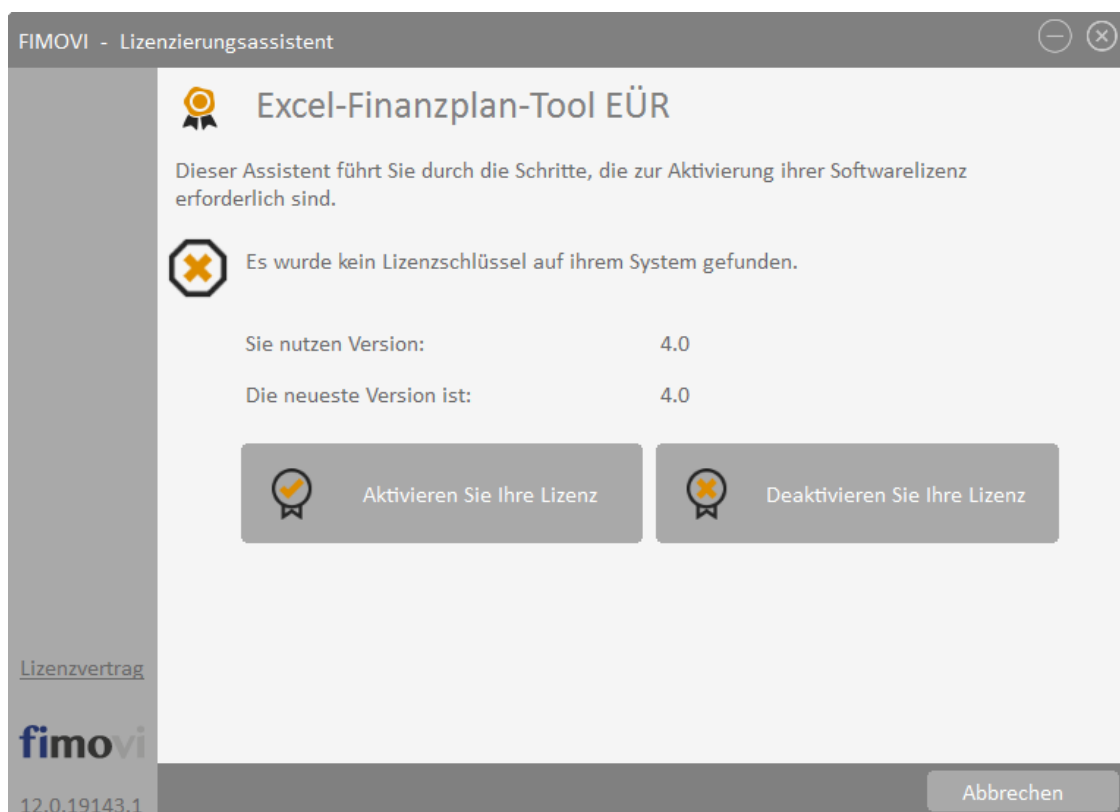 FIMOVI - Lizenzierungsassistent
Excel-Finanzplan-Tool EÜR
Dieser Assistent führt Sie durch die Schritte, die zur Aktivierung ihrer Softwarelizenz
erforderlich sind.
Es wurde kein Lizenzschlüssel auf ihrem System gefunden.
Sie nutzen Version: 4.0
Die neueste Version ist: 4.0
Aktivieren Sie Ihre Lizenz
Deaktivieren Sie Ihre Lizenz
Lizenzvertrag
fimovi
12.0.19143.1
Abbrechen